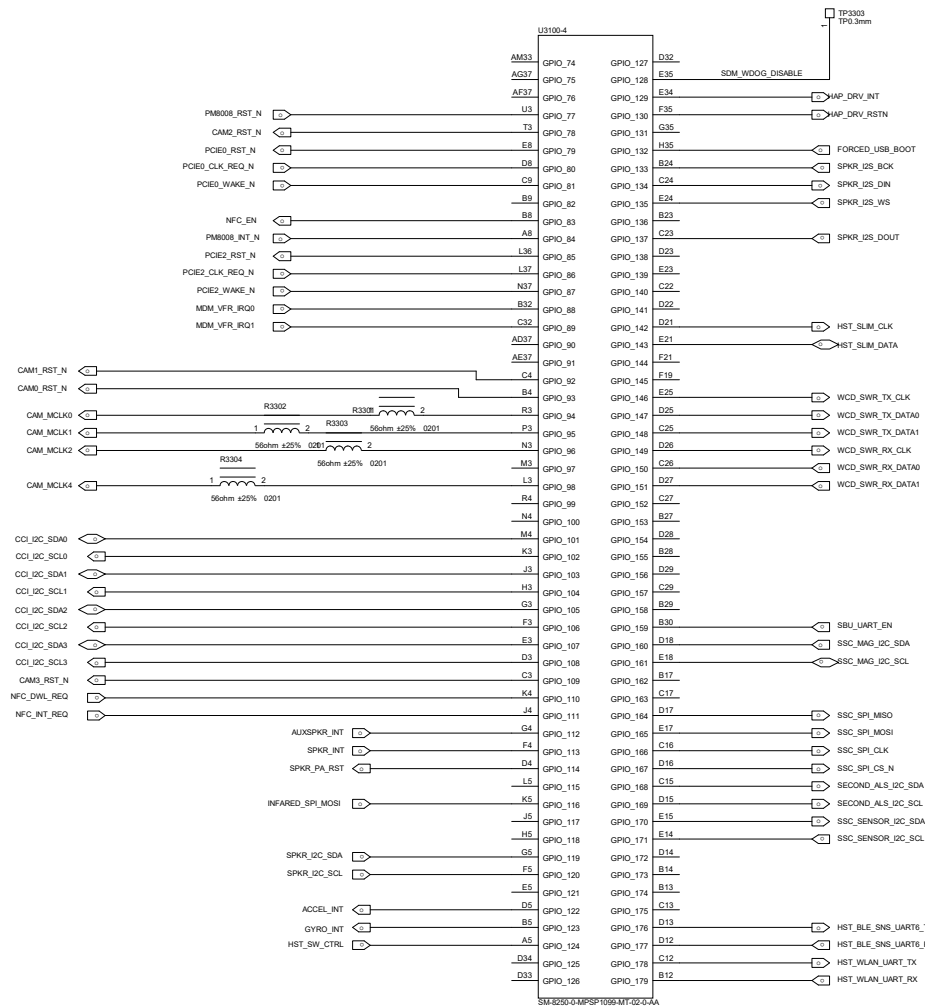 TP3303
TP0.3mm
1
U3100-4
AM33 GPIO_74 GPIO_127 D32
AG37 GPIO_75 GPIO_128 E35 SDM_WDOG_DISABLE
AF37 GPIO_76 GPIO_129 E34 HAP_DRV_INT
PM8008_RST_N U3 GPIO_77 GPIO_130 F35 HAP_DRV_RSTN
CAM2_RST_N T3 GPIO_78 GPIO_131 G35
PCIE0_RST_N E8 GPIO_79 GPIO_132 H35 FORCED_USB_BOOT
PCIE0_CLK_REQ_N D8 GPIO_80 GPIO_133 B24 SPKR_I2S_BCK
PCIE0_WAKE_N C9 GPIO_81 GPIO_134 C24 SPKR_I2S_DIN
B9 GPIO_82 GPIO_135 E24 SPKR_I2S_WS
NFC_EN B8 GPIO_83 GPIO_136 B23
PM8008_INT_N A8 GPIO_84 GPIO_137 C23 SPKR_I2S_DOUT
PCIE2_RST_N L36 GPIO_85 GPIO_138 D23
PCIE2_CLK_REQ_N L37 GPIO_86 GPIO_139 E23
PCIE2_WAKE_N N37 GPIO_87 GPIO_140 C22
MDM_VFR_IRQ0 B32 GPIO_88 GPIO_141 D22
MDM_VFR_IRQ1 C32 GPIO_89 GPIO_142 D21 HST_SLIM_CLK
AD37 GPIO_90 GPIO_143 E21 HST_SLIM_DATA
AE37 GPIO_91 GPIO_144 F21
CAM1_RST_N C4 GPIO_92 GPIO_145 F19
CAM0_RST_N B4 GPIO_93 GPIO_146 E25 WCD_SWR_TX_CLK
R3302 R3301
CAM_MCLK0 1 2 R3 GPIO_94 GPIO_147 D25 WCD_SWR_TX_DATA0
R3303
CAM_MCLK1 1 2 56ohm ±25% 0201 P3 GPIO_95 GPIO_148 C25 WCD_SWR_TX_DATA1
56ohm ±25% 0201
CAM_MCLK2 1 2 N3 GPIO_96 GPIO_149 D26 WCD_SWR_RX_CLK
R3304 56ohm ±25% 0201 M3 GPIO_97 GPIO_150 C26 WCD_SWR_RX_DATA0
CAM_MCLK4 1 2 L3 GPIO_98 GPIO_151 D27 WCD_SWR_RX_DATA1
56ohm ±25% 0201 R4 GPIO_99 GPIO_152 C27
N4 GPIO_100 GPIO_153 B27
CCI_I2C_SDA0 M4 GPIO_101 GPIO_154 D28
CCI_I2C_SCL0 K3 GPIO_102 GPIO_155 B28
CCI_I2C_SDA1 J3 GPIO_103 GPIO_156 D29
CCI_I2C_SCL1 H3 GPIO_104 GPIO_157 C29
CCI_I2C_SDA2 G3 GPIO_105 GPIO_158 B29
CCI_I2C_SCL2 F3 GPIO_106 GPIO_159 B30 SBU_UART_EN
CCI_I2C_SDA3 E3 GPIO_107 GPIO_160 D18 SSC_MAG_I2C_SDA
CCI_I2C_SCL3 D3 GPIO_108 GPIO_161 E18 SSC_MAG_I2C_SCL
CAM3_RST_N C3 GPIO_109 GPIO_162 B17
NFC_DWL_REQ K4 GPIO_110 GPIO_163 C17
NFC_INT_REQ J4 GPIO_111 GPIO_164 D17 SSC_SPI_MISO
AUXSPKR_INT G4 GPIO_112 GPIO_165 E17 SSC_SPI_MOSI
SPKR_INT F4 GPIO_113 GPIO_166 C16 SSC_SPI_CLK
SPKR_PA_RST D4 GPIO_114 GPIO_167 D16 SSC_SPI_CS_N
L5 GPIO_115 GPIO_168 C15 SECOND_ALS_I2C_SDA
INFARED_SPI_MOSI K5 GPIO_116 GPIO_169 D15 SECOND_ALS_I2C_SCL
J5 GPIO_117 GPIO_170 E15 SSC_SENSOR_I2C_SDA
H5 GPIO_118 GPIO_171 E14 SSC_SENSOR_I2C_SCL
SPKR_I2C_SDA G5 GPIO_119 GPIO_172 D14
SPKR_I2C_SCL F5 GPIO_120 GPIO_173 B14
E5 GPIO_121 GPIO_174 B13
ACCEL_INT D5 GPIO_122 GPIO_175 C13
GYRO_INT B5 GPIO_123 GPIO_176 D13 HST_BLE_SNS_UART6_
HST_SW_CTRL A5 GPIO_124 GPIO_177 D12 HST_BLE_SNS_UART6_
D34 GPIO_125 GPIO_178 C12 HST_WLAN_UART_TX
D33 GPIO_126 GPIO_179 B12 HST_WLAN_UART_RX
SM-8250-0-MPSP1099-MT-02-0-AA